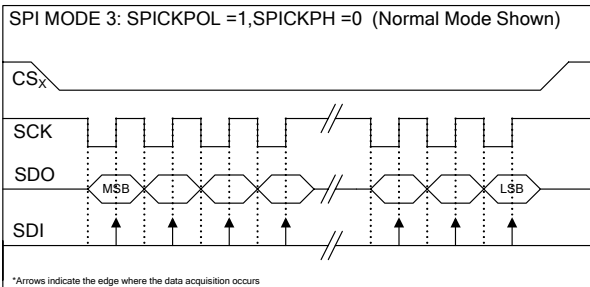 SPI MODE 3: SPICKPOL =1,SPICKPH =0 (Normal Mode Shown)
CSX
SCK
SDO
MSB
LSB
SDI
*Arrows indicate the edge where the data acquisition occurs